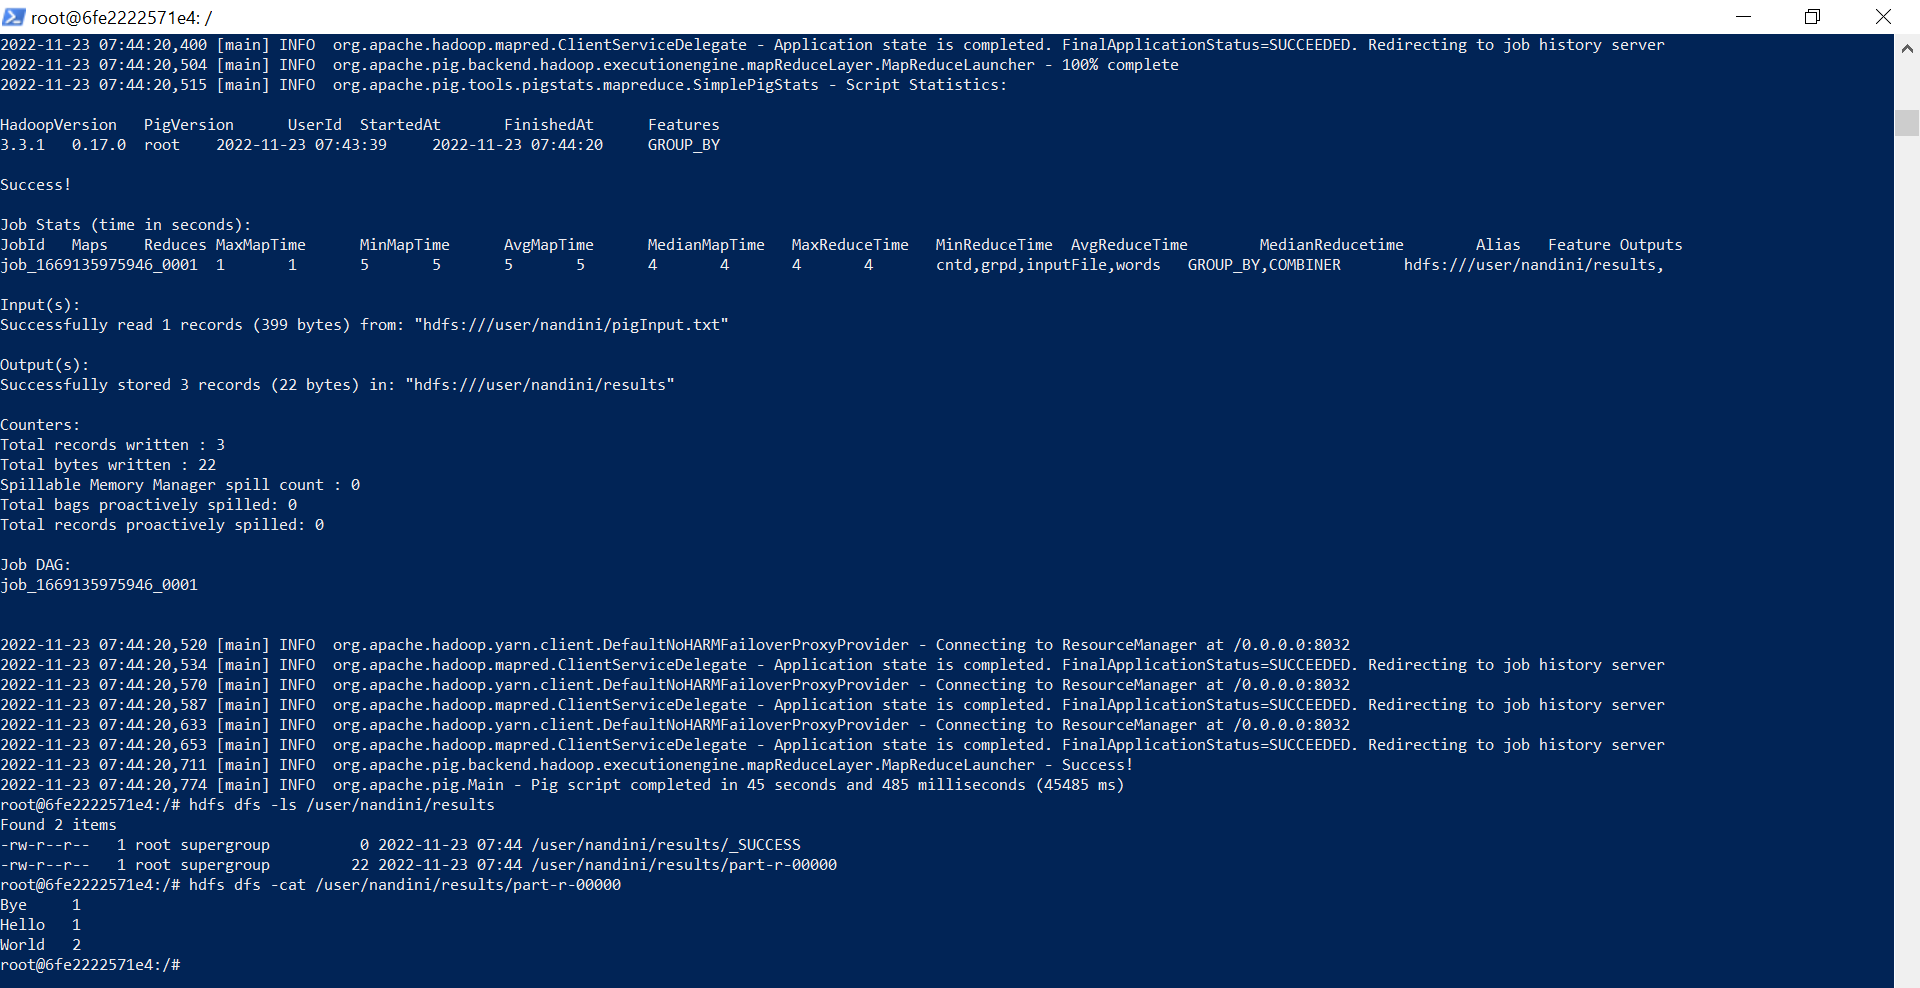 root@6fe2222571e4: /
2022-11-23 07:44:20,400 [main] INFO  org.apache.hadoop.mapred.ClientServiceDelegate - Application state is completed. FinalApplicationStatus=SUCCEEDED. Redirecting to job history server
2022-11-23 07:44:20,504 [main] INFO  org.apache.pig.backend.hadoop.executionengine.mapReduceLayer.MapReduceLauncher - 100% complete
2022-11-23 07:44:20,515 [main] INFO  org.apache.pig.tools.pigstats.mapreduce.SimplePigStats - Script Statistics:
HadoopVersion   PigVersion      UserId  StartedAt       FinishedAt      Features
3.3.1   0.17.0  root    2022-11-23 07:43:39     2022-11-23 07:44:20     GROUP_BY
Success!
Job Stats (time in seconds):
JobId   Maps    Reduces MaxMapTime      MinMapTime      AvgMapTime      MedianMapTime   MaxReduceTime   MinReduceTime  AvgReduceTime        MedianReducetime        Alias   Feature Outputs
job_1669135975946_0001  1       1       5       5       5       5       4       4       4       4       cntd,grpd,inputFile,words   GROUP_BY,COMBINER       hdfs:///user/nandini/results,
Input(s):
Successfully read 1 records (399 bytes) from: "hdfs:///user/nandini/pigInput.txt"
Output(s):
Successfully stored 3 records (22 bytes) in: "hdfs:///user/nandini/results"
Counters:
Total records written : 3
Total bytes written : 22
Spillable Memory Manager spill count : 0
Total bags proactively spilled: 0
Total records proactively spilled: 0
Job DAG:
job_1669135975946_0001
2022-11-23 07:44:20,520 [main] INFO  org.apache.hadoop.yarn.client.DefaultNoHARMFailoverProxyProvider - Connecting to ResourceManager at /0.0.0.0:8032
2022-11-23 07:44:20,534 [main] INFO  org.apache.hadoop.mapred.ClientServiceDelegate - Application state is completed. FinalApplicationStatus=SUCCEEDED. Redirecting to job history server
2022-11-23 07:44:20,570 [main] INFO  org.apache.hadoop.yarn.client.DefaultNoHARMFailoverProxyProvider - Connecting to ResourceManager at /0.0.0.0:8032
2022-11-23 07:44:20,587 [main] INFO  org.apache.hadoop.mapred.ClientServiceDelegate - Application state is completed. FinalApplicationStatus=SUCCEEDED. Redirecting to job history server
2022-11-23 07:44:20,633 [main] INFO  org.apache.hadoop.yarn.client.DefaultNoHARMFailoverProxyProvider - Connecting to ResourceManager at /0.0.0.0:8032
2022-11-23 07:44:20,653 [main] INFO  org.apache.hadoop.mapred.ClientServiceDelegate - Application state is completed. FinalApplicationStatus=SUCCEEDED. Redirecting to job history server
2022-11-23 07:44:20,711 [main] INFO  org.apache.pig.backend.hadoop.executionengine.mapReduceLayer.MapReduceLauncher - Success!
2022-11-23 07:44:20,774 [main] INFO  org.apache.pig.Main - Pig script completed in 45 seconds and 485 milliseconds (45485 ms)
root@6fe2222571e4:/# hdfs dfs -ls /user/nandini/results
Found 2 items
-rw-r--r--   1 root supergroup          0 2022-11-23 07:44 /user/nandini/results/_SUCCESS
-rw-r--r--   1 root supergroup         22 2022-11-23 07:44 /user/nandini/results/part-r-00000
root@6fe2222571e4:/# hdfs dfs -cat /user/nandini/results/part-r-00000
Bye     1
Hello   1
World   2
root@6fe2222571e4:/#